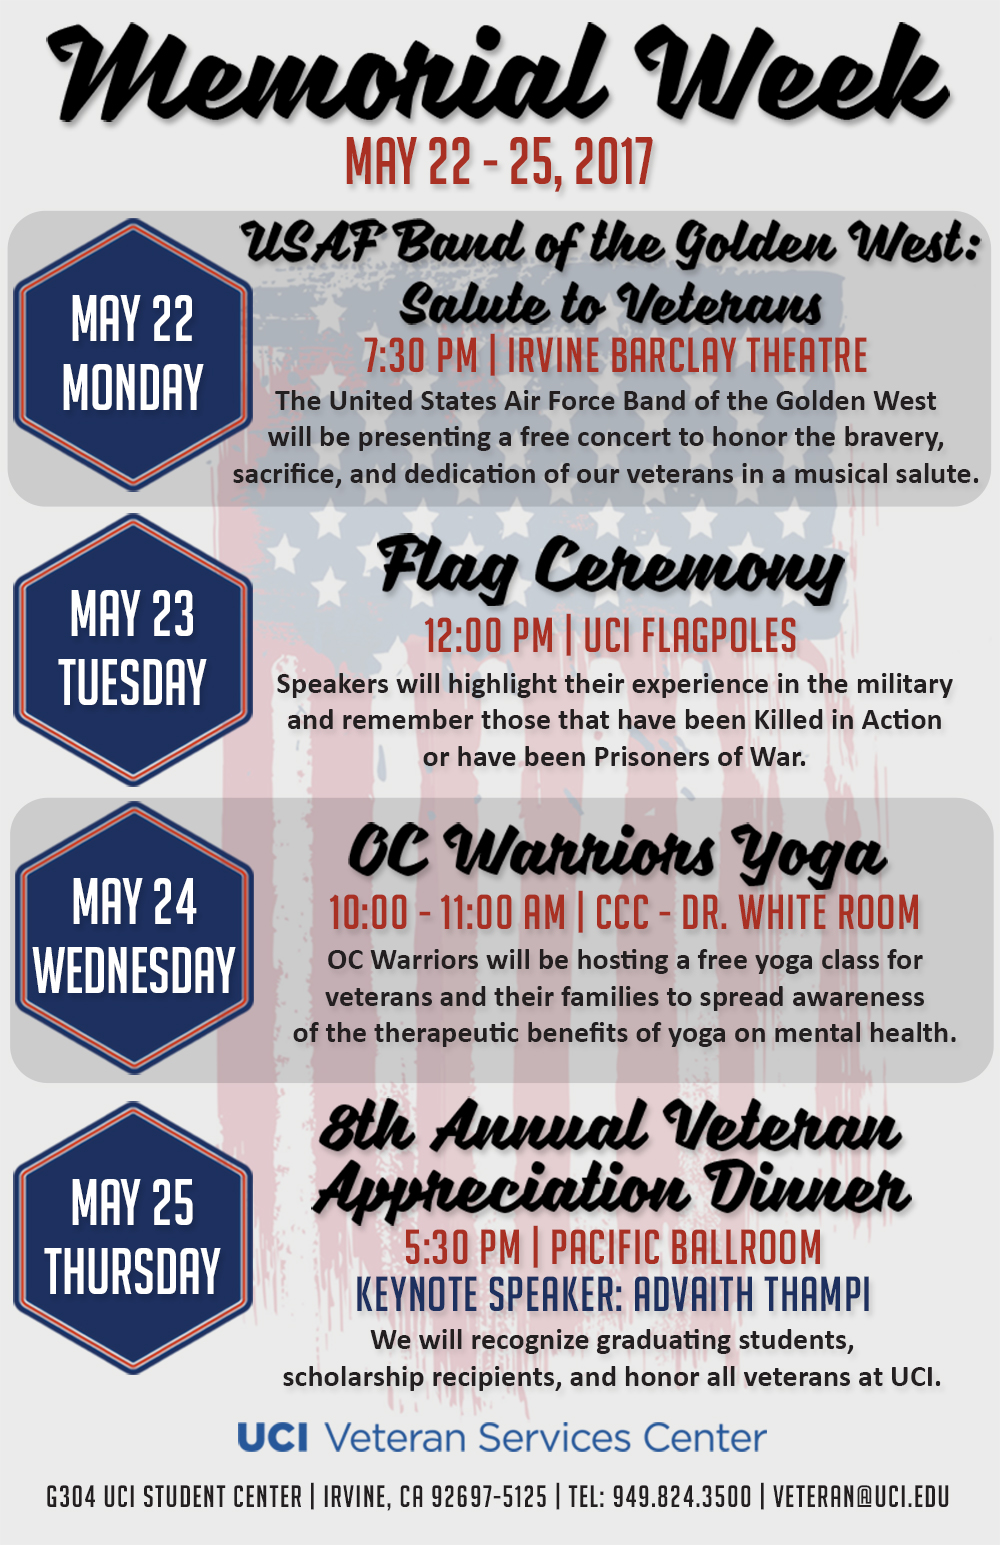 Memorial Week
MAY 22 - 25, 2017
MAY 22
MONDAY
USAF Band of the Golden West:
Salute to Veterans
7:30 PM | IRVINE BARCLAY THEATRE
The United States Air Force Band of the Golden West
will be presenting a free concert to honor the bravery,
sacrifice, and dedication of our veterans in a musical salute.
MAY 23
TUESDAY
Flag Ceremony
12:00 PM | UCI FLAGPOLES
Speakers will highlight their experience in the military
and remember those that have been Killed in Action
or have been Prisoners of War.
MAY 24
WEDNESDAY
OC Warriors Yoga
10:00 - 11:00 AM | CCC - DR. WHITE ROOM
OC Warriors will be hosting a free yoga class for
veterans and their families to spread awareness
of the therapeutic benefits of yoga on mental health.
MAY 25
THURSDAY
8th Annual Veteran
Appreciation Dinner
5:30 PM | PACIFIC BALLROOM
KEYNOTE SPEAKER: ADVAITH THAMPI
We will recognize graduating students,
scholarship recipients, and honor all veterans at UCI.
UCI Veteran Services Center
G304 UCI STUDENT CENTER | IRVINE, CA 92697-5125 | TEL: 949.824.3500 | VETERAN@UCI.EDU